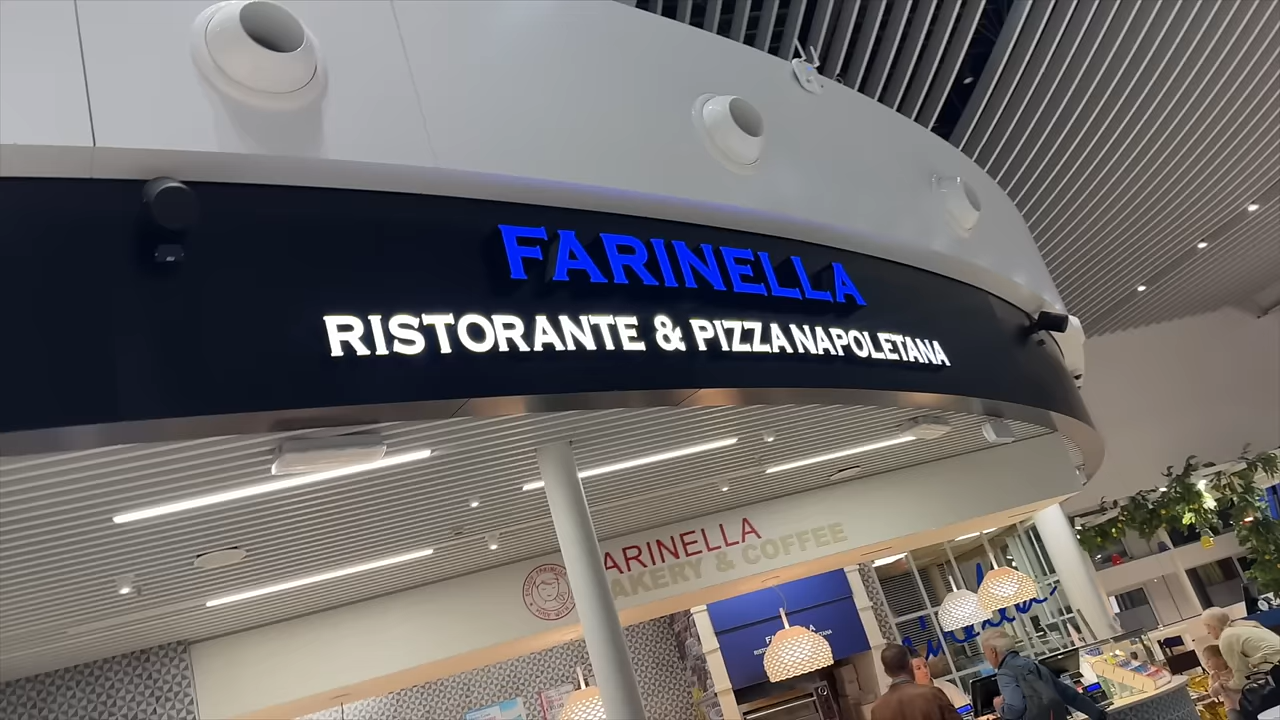 FARINELLA
RISTORANTE & PIZZA NAPOLETANA
ARINELLA
AKERY & COFFEE